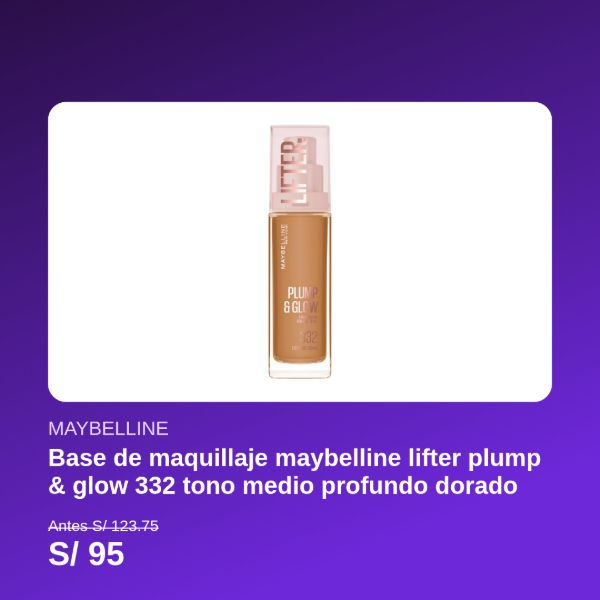 LIFTER.
MAYBELLINE
PLUMP
& GLOW
332
MAYBELLINE
Base de maquillaje maybelline lifter plump
& glow 332 tono medio profundo dorado
Antes S/ 123.75
S/ 95